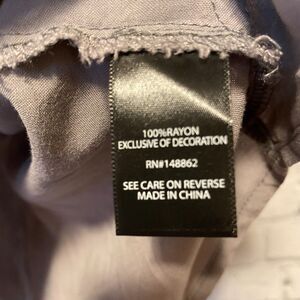 100%RAYON
EXCLUSIVE OF DECORATION
RN#148862
SEE CARE ON REVERSE
MADE IN CHINA